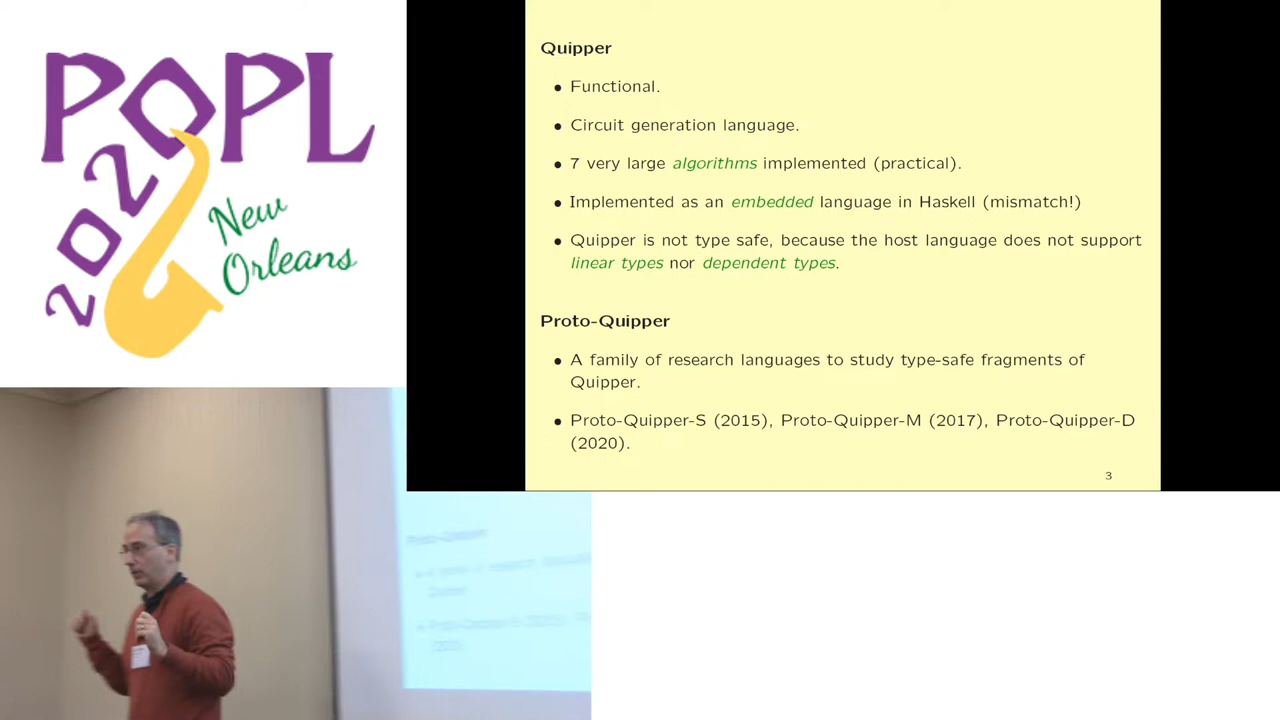 POPL
2020
New
Orleans
Quipper
• Functional.
• Circuit generation language.
• 7 very large algorithms implemented (practical).
• Implemented as an embedded language in Haskell (mismatch!)
• Quipper is not type safe, because the host language does not support
linear types nor dependent types.
Proto-Quipper
• A family of research languages to study type-safe fragments of
Quipper.
• Proto-Quipper-S (2015), Proto-Quipper-M (2017), Proto-Quipper-D
(2020).
3
Proto-Quipper